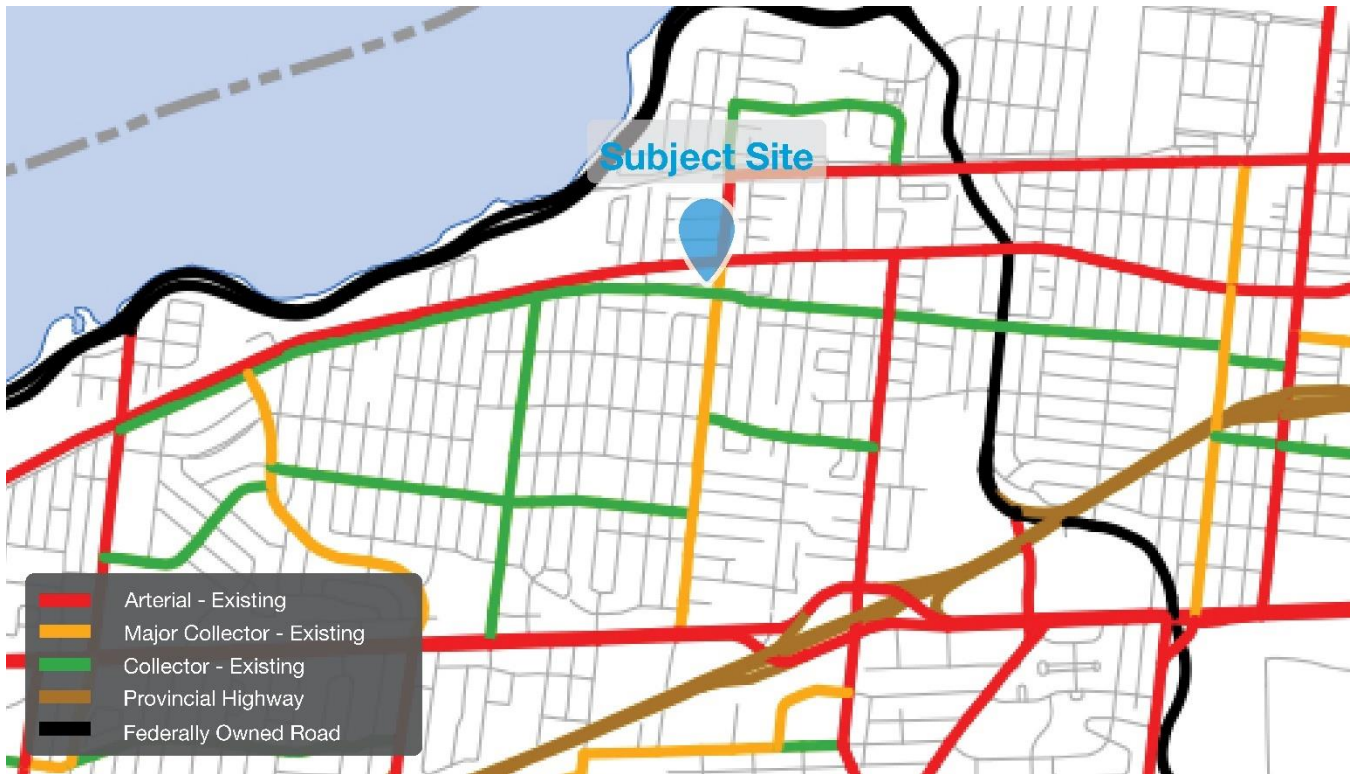 Subject Site
Arterial - Existing
Major Collector - Existing
Collector - Existing
Provincial Highway
Federally Owned Road